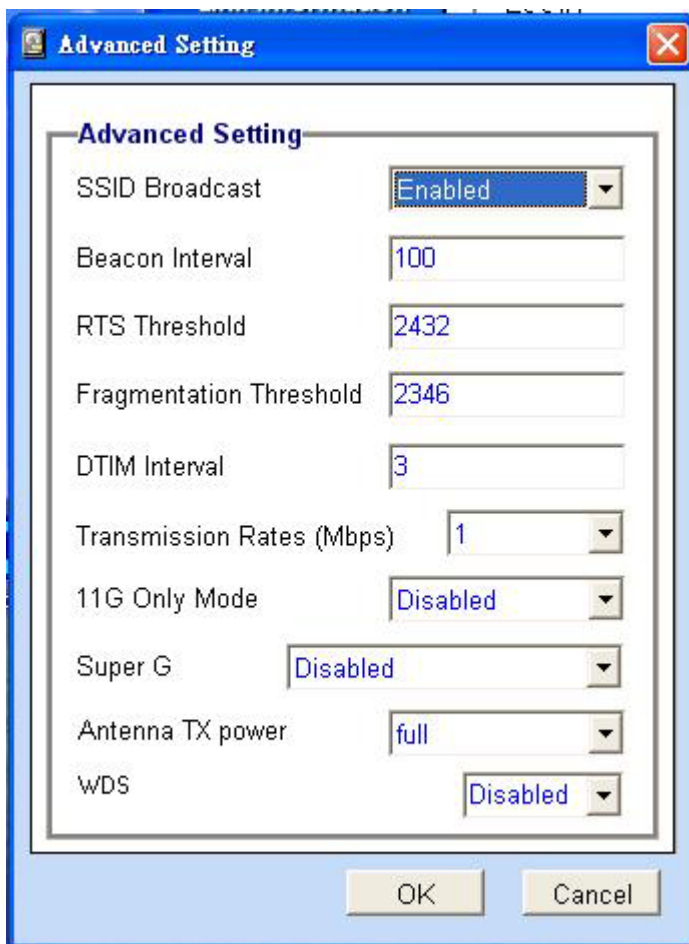 Advanced Setting
Advanced Setting
SSID Broadcast Enabled
Beacon Interval 100
RTS Threshold 2432
Fragmentation Threshold 2346
DTIM Interval 3
Transmission Rates (Mbps) 1
11G Only Mode Disabled
Super G Disabled
Antenna TX power full
WDS Disabled
OK Cancel